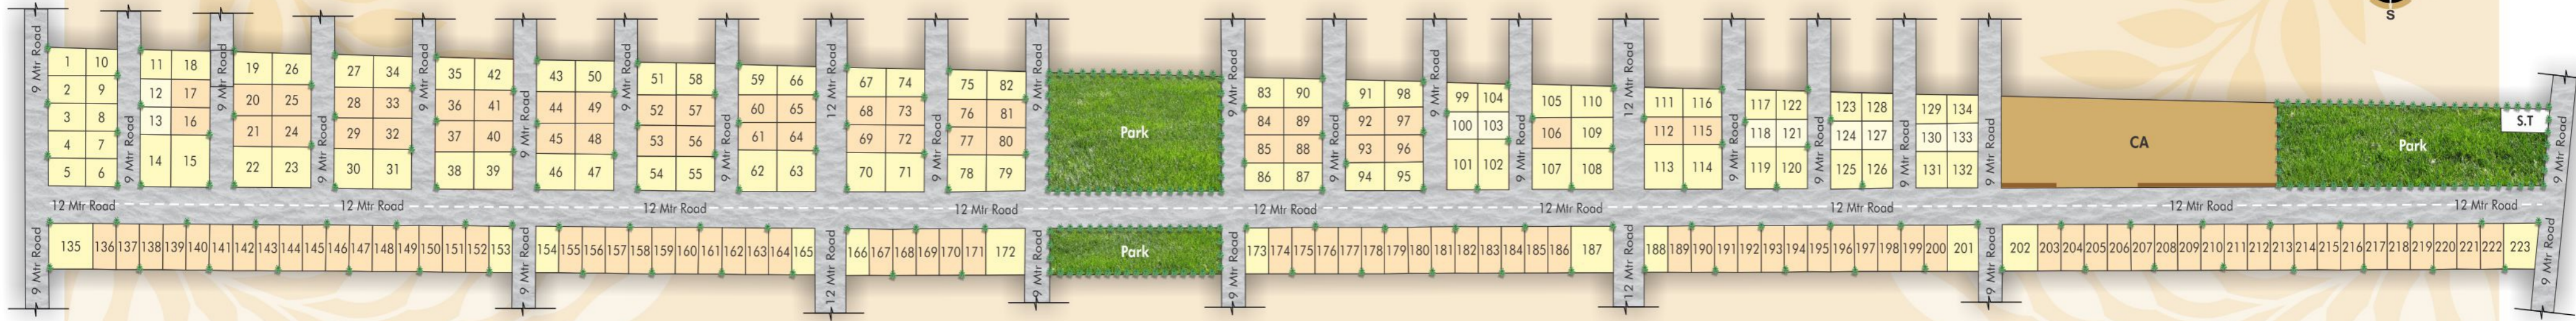 S
9 Mtr Road
9 Mtr Road
9 Mtr Road
9 Mtr Road
9 Mtr Road
9 Mtr Road
9 Mtr Road
9 Mtr Road
12 Mtr Road
9 Mtr Road
9 Mtr Road
9 Mtr Road
9 Mtr Road
9 Mtr Road
9 Mtr Road
12 Mtr Road
9 Mtr Road
9 Mtr Road
9 Mtr Road
9 Mtr Road
9 Mtr Road
1 10
2 9
3 8
4 7
5 6
11 18
12 17
13 16
14 15
19 26
20 25
21 24
22 23
27 34
28 33
29 32
30 31
35 42
36 41
37 40
38 39
43 50
44 49
45 48
46 47
51 58
52 57
53 56
54 55
59 66
60 65
61 64
62 63
67 74
68 73
69 72
70 71
75 82
76 81
77 80
78 79
Park
83 90
84 89
85 88
86 87
91 98
92 97
93 96
94 95
99 104
100 103
101 102
105 110
106 109
107 108
111 116
112 115
113 114
117 122
118 121
119 120
123 128
124 127
125 126
129 134
130 133
131 132
CA
Park
S.T
12 Mtr Road 12 Mtr Road 12 Mtr Road 12 Mtr Road 12 Mtr Road 12 Mtr Road 12 Mtr Road 12 Mtr Road 12 Mtr Road
9 Mtr Road
135 136 137 138 139 140 141 142 143 144 145 146 147 148 149 150 151 152 153
9 Mtr Road
154 155 156 157 158 159 160 161 162 163 164 165
12 Mtr Road
166 167 168 169 170 171 172
9 Mtr Road
Park
9 Mtr Road
173 174 175 176 177 178 179 180 181 182 183 184 185 186 187
12 Mtr Road
188 189 190 191 192 193 194 195 196 197 198 199 200 201
9 Mtr Road
202 203 204 205 206 207 208 209 210 211 212 213 214 215 216 217 218 219 220 221 222 223
9 Mtr Road